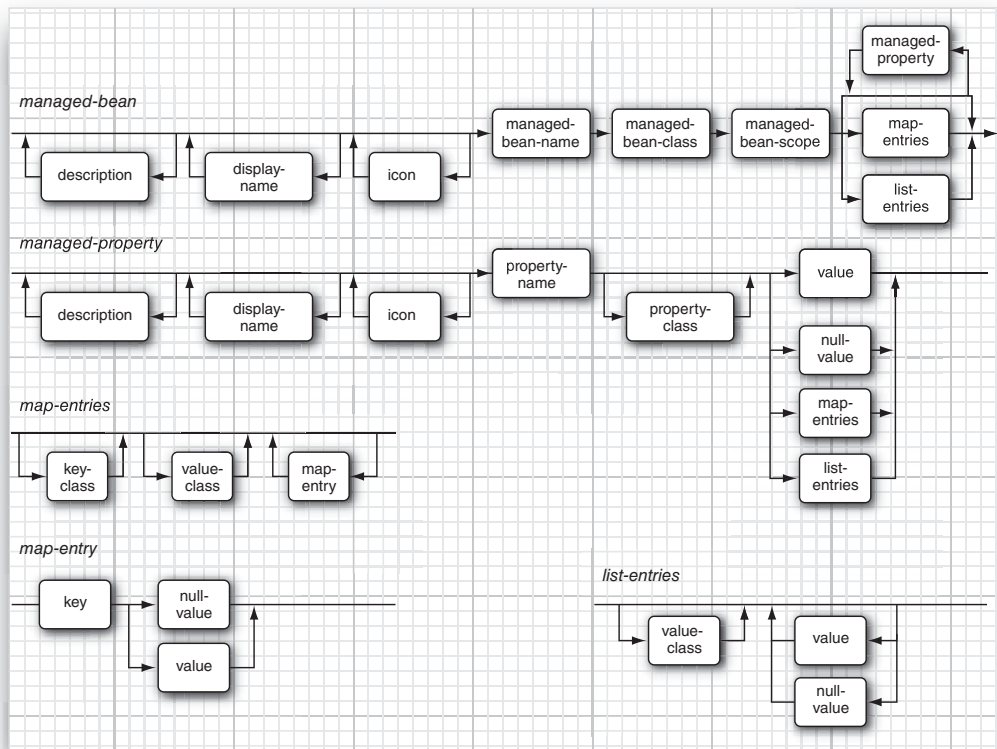 managed-bean
description
display-
name
icon
managed-
bean-name
managed-
bean-class
managed-
bean-scope
managed-
property
map-
entries
list-
entries
managed-property
description
display-
name
icon
property-
name
property-
class
value
null-
value
map-
entries
list-
entries
map-entries
key-
class
value-
class
map-
entry
map-entry
key
null-
value
value
list-entries
value-
class
value
null-
value